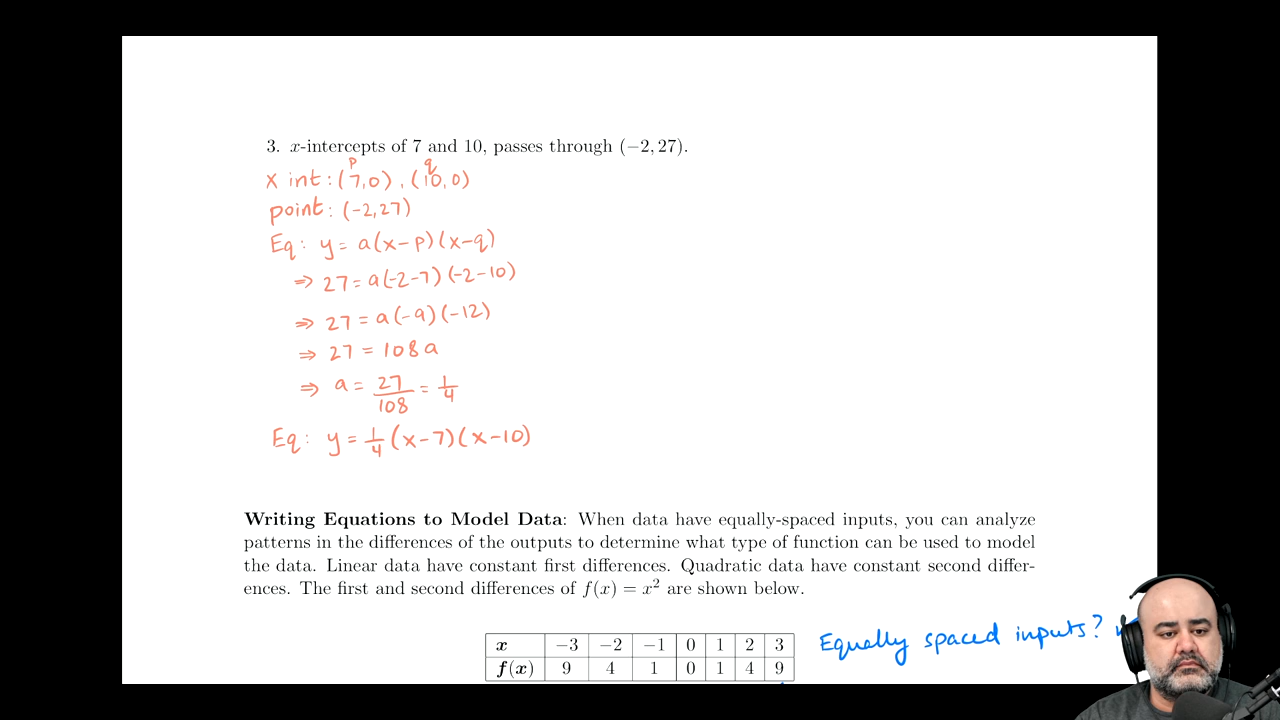 3. x-intercepts of 7 and 10, passes through (−2, 27).
p q
x int: (7,0), (10,0)
point: (-2,27)
Eq: y = a(x-p)(x-q)
⇒ 27 = a(-2-7)(-2-10)
⇒ 27 = a(-9)(-12)
⇒ 27 = 108a
⇒ a = 27/108 = 1/4
Eq: y = 1/4 (x-7)(x-10)
Writing Equations to Model Data: When data have equally-spaced inputs, you can analyze
patterns in the differences of the outputs to determine what type of function can be used to model
the data. Linear data have constant first differences. Quadratic data have constant second differ-
ences. The first and second differences of f(x) = x² are shown below.
x −3 −2 −1 0 1 2 3
f(x) 9 4 1 0 1 4 9
Equally spaced inputs?